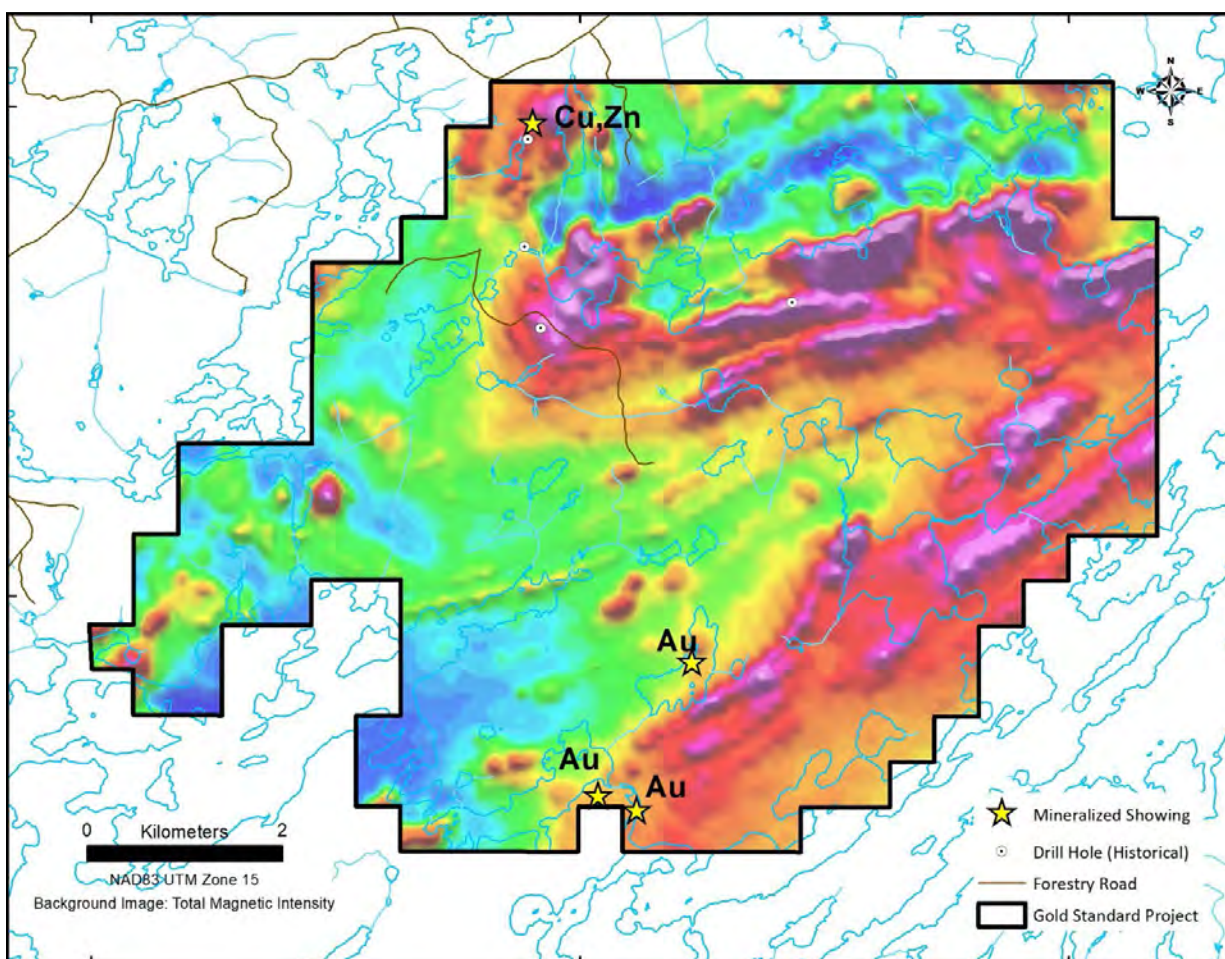 N
W E
S
Cu,Zn
Au
Au
Au
0 Kilometers 2
NAD83 UTM Zone 15
Background Image: Total Magnetic Intensity
Mineralized Showing
Drill Hole (Historical)
Forestry Road
Gold Standard Project